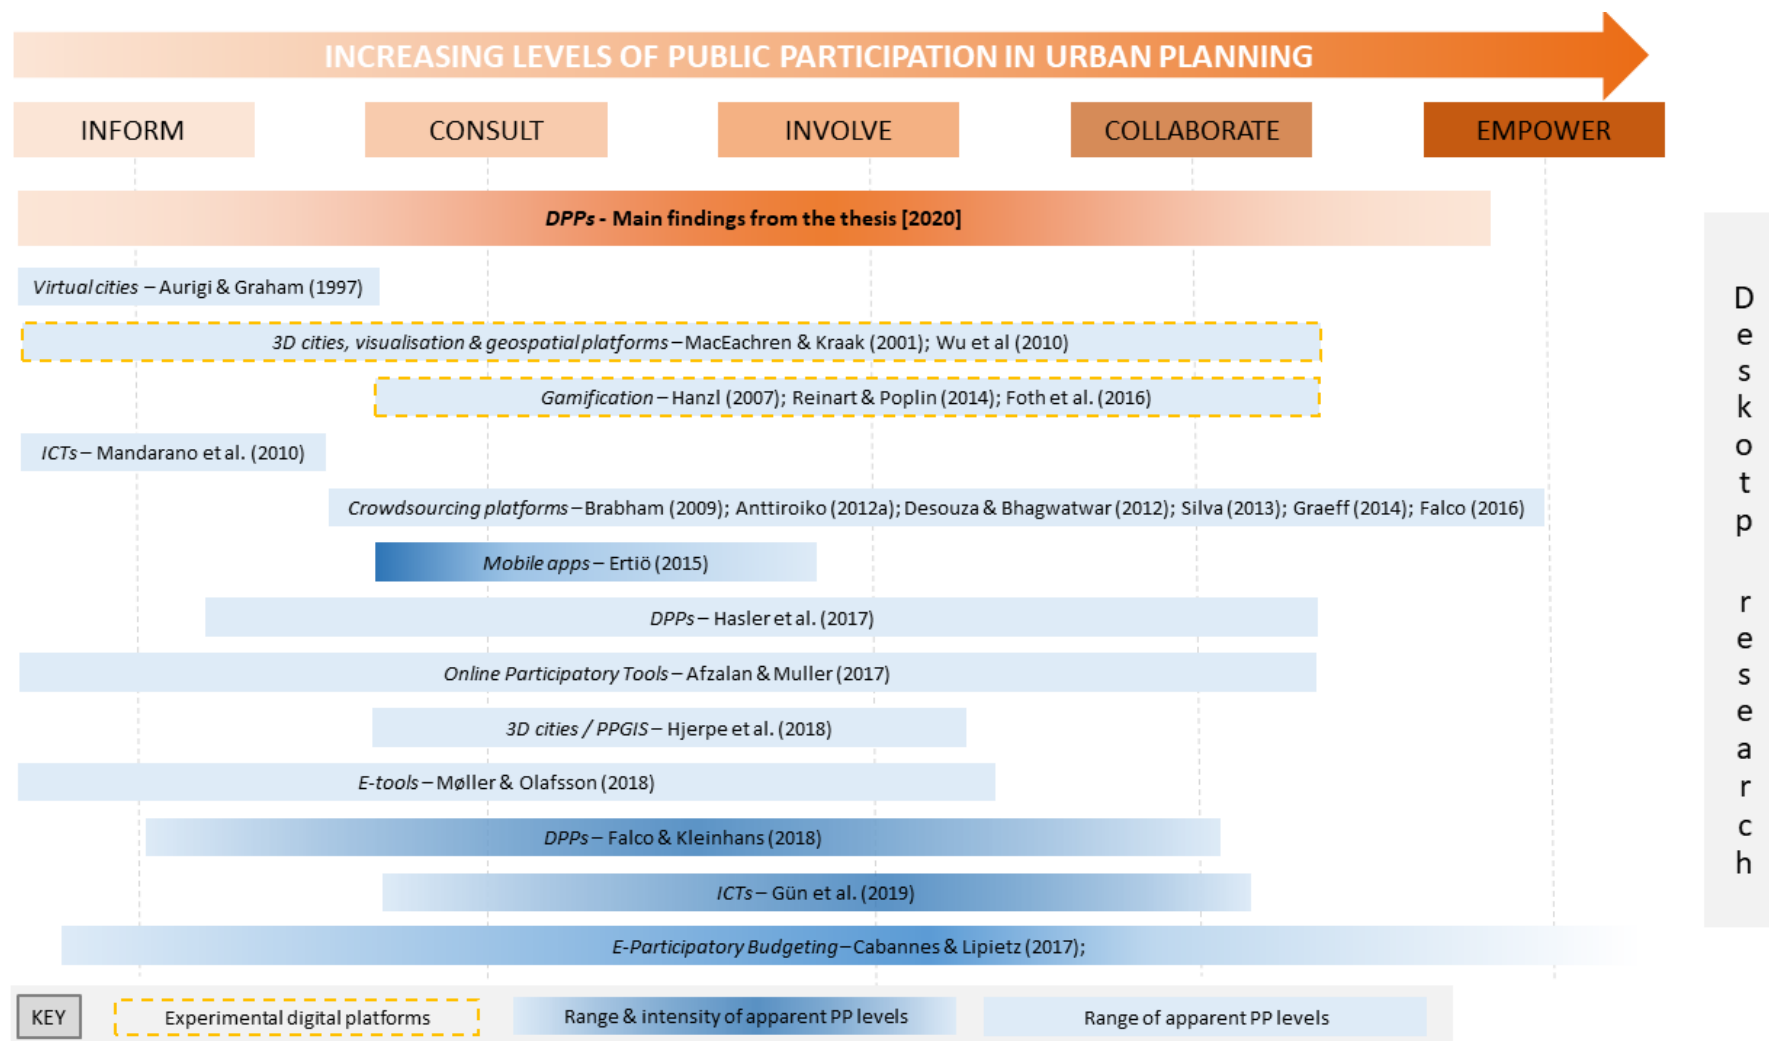 INCREASING LEVELS OF PUBLIC PARTICIPATION IN URBAN PLANNING
INFORM
CONSULT
INVOLVE
COLLABORATE
EMPOWER
DPPs - Main findings from the thesis [2020]
Virtual cities – Aurigi & Graham (1997)
3D cities, visualisation & geospatial platforms – MacEachren & Kraak (2001); Wu et al (2010)
Gamification – Hanzl (2007); Reinart & Poplin (2014); Foth et al. (2016)
ICTs – Mandarano et al. (2010)
Crowdsourcing platforms – Brabham (2009); Anttiroiko (2012a); Desouza & Bhagwatwar (2012); Silva (2013); Graeff (2014); Falco (2016)
Mobile apps – Ertiö (2015)
DPPs – Hasler et al. (2017)
Online Participatory Tools – Afzalan & Muller (2017)
3D cities / PPGIS – Hjerpe et al. (2018)
E-tools – Møller & Olafsson (2018)
DPPs – Falco & Kleinhans (2018)
ICTs – Gün et al. (2019)
E-Participatory Budgeting – Cabannes & Lipietz (2017);
Deskotp research
KEY
Experimental digital platforms
Range & intensity of apparent PP levels
Range of apparent PP levels